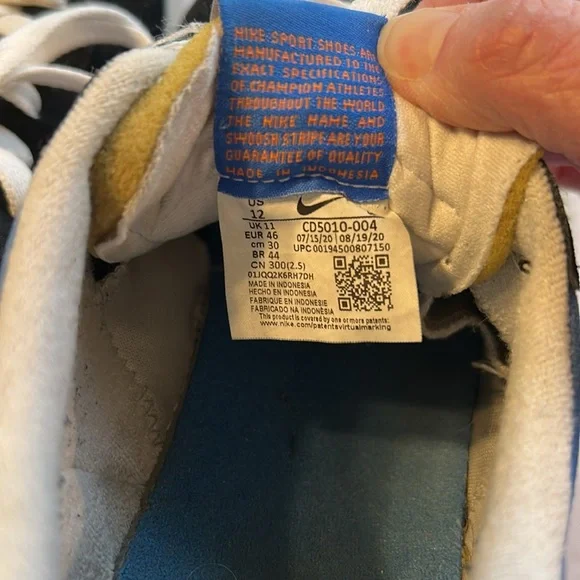 NIKE SPORT SHOES ARE
MANUFACTURED TO THE
EXACT SPECIFICATIONS
OF CHAMPION ATHLETES
THROUGHOUT THE WORLD
THE NIKE NAME AND
SWOOSH STRIPE ARE YOUR
GUARANTEE OF QUALITY
MADE IN INDONESIA
US
12
UK 11
EUR 46
cm 30
BR 44
CN 300(2.5)
CD5010-004
07/15/20 08/19/20
UPC 00194500807150
01JQQ2K6RH7DH
MADE IN INDONESIA
HECHO EN INDONESIA
FABRIQUE EN INDONESIE
FABRICADO NA INDONESIA
This product is covered by one or more patents:
www.nike.com/patentsvirtualmarking